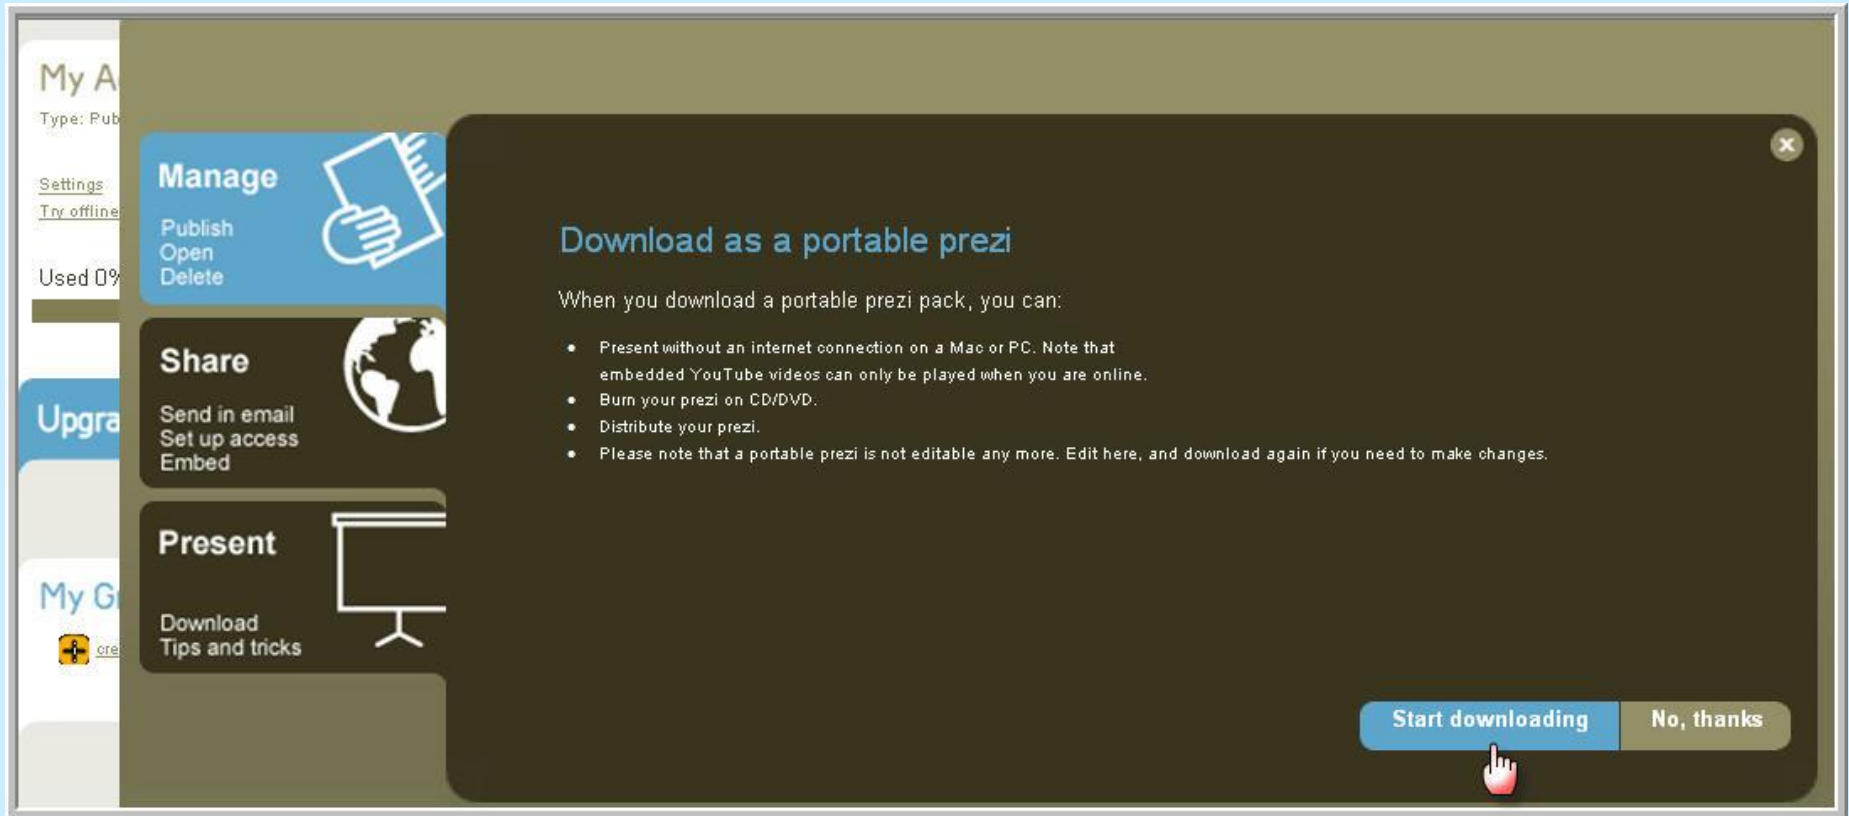 My A
Type: Pub
Settings
Try offline
Used 0%
Upgra
My G
cre
Manage
Publish
Open
Delete
Share
Send in email
Set up access
Embed
Present
Download
Tips and tricks
Download as a portable prezi
When you download a portable prezi pack, you can:
• Present without an internet connection on a Mac or PC. Note that
embedded YouTube videos can only be played when you are online.
• Burn your prezi on CD/DVD.
• Distribute your prezi.
• Please note that a portable prezi is not editable any more. Edit here, and download again if you need to make changes.
Start downloading
No, thanks